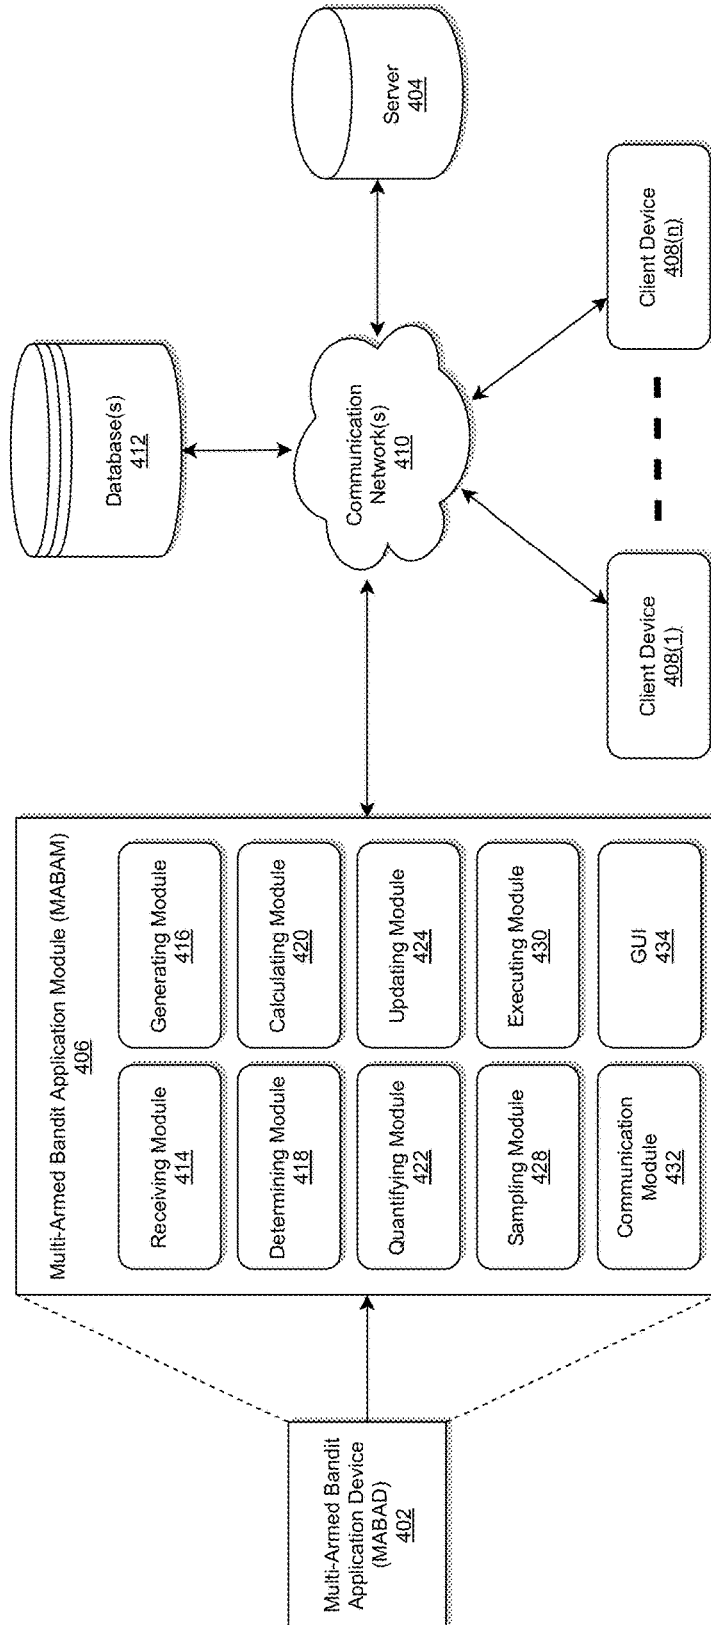 Multi-Armed Bandit
Application Device
(MABAD)
402
Multi-Armed Bandit Application Module (MABAM)
406
Receiving Module
414
Generating Module
416
Determining Module
418
Calculating Module
420
Quantifying Module
422
Updating Module
424
Sampling Module
428
Executing Module
430
Communication
Module
432
GUI
434
Database(s)
412
Communication
Network(s)
410
Server
404
Client Device
408(1)
Client Device
408(n)